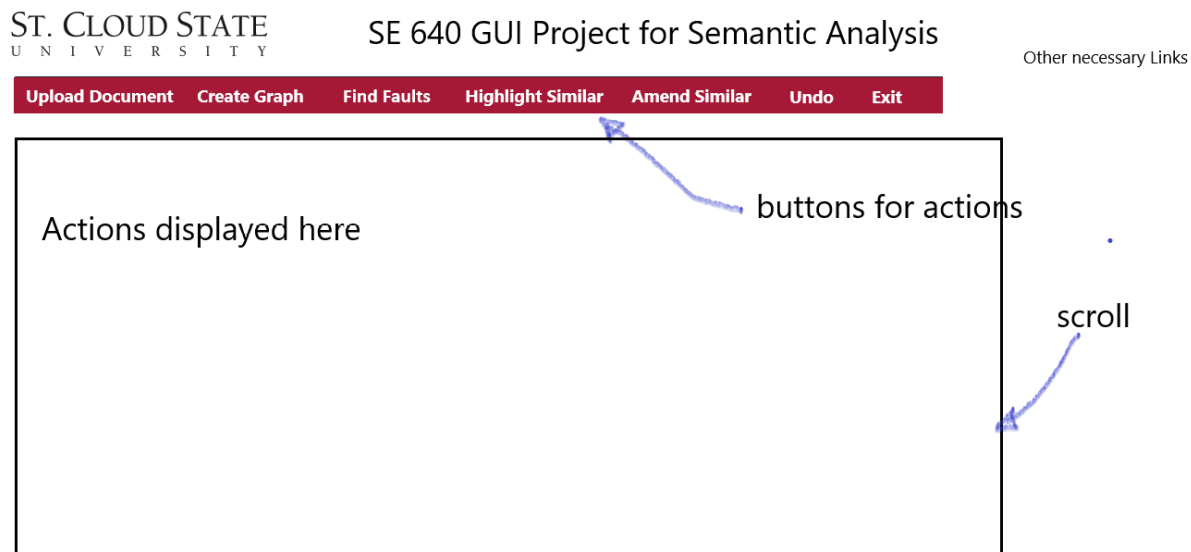 ST. CLOUD STATE
UNIVERSITY
SE 640 GUI Project for Semantic Analysis
Other necessary Links
Upload Document Create Graph Find Faults Highlight Similar Amend Similar Undo Exit
buttons for actions
Actions displayed here
scroll